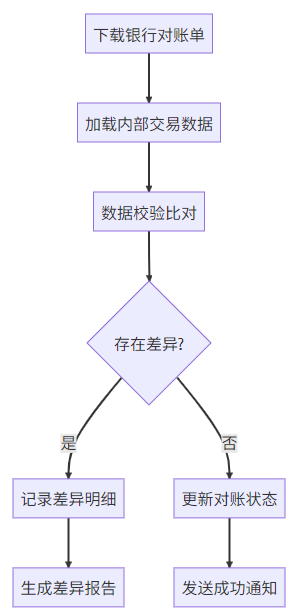 下载银行对账单
加载内部交易数据
数据校验比对
存在差异?
是
否
记录差异明细
更新对账状态
生成差异报告
发送成功通知